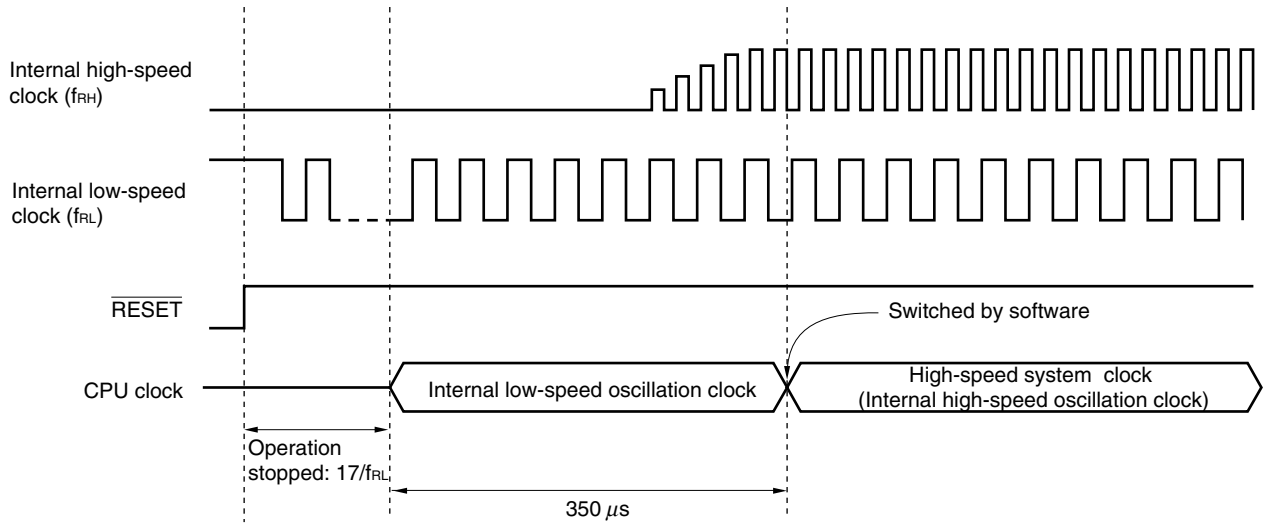 Internal high-speed
clock (fRH)
Internal low-speed
clock (fRL)
RESET
Switched by software
CPU clock
Internal low-speed oscillation clock
High-speed system clock
(Internal high-speed oscillation clock)
Operation
stopped: 17/fRL
350 μs